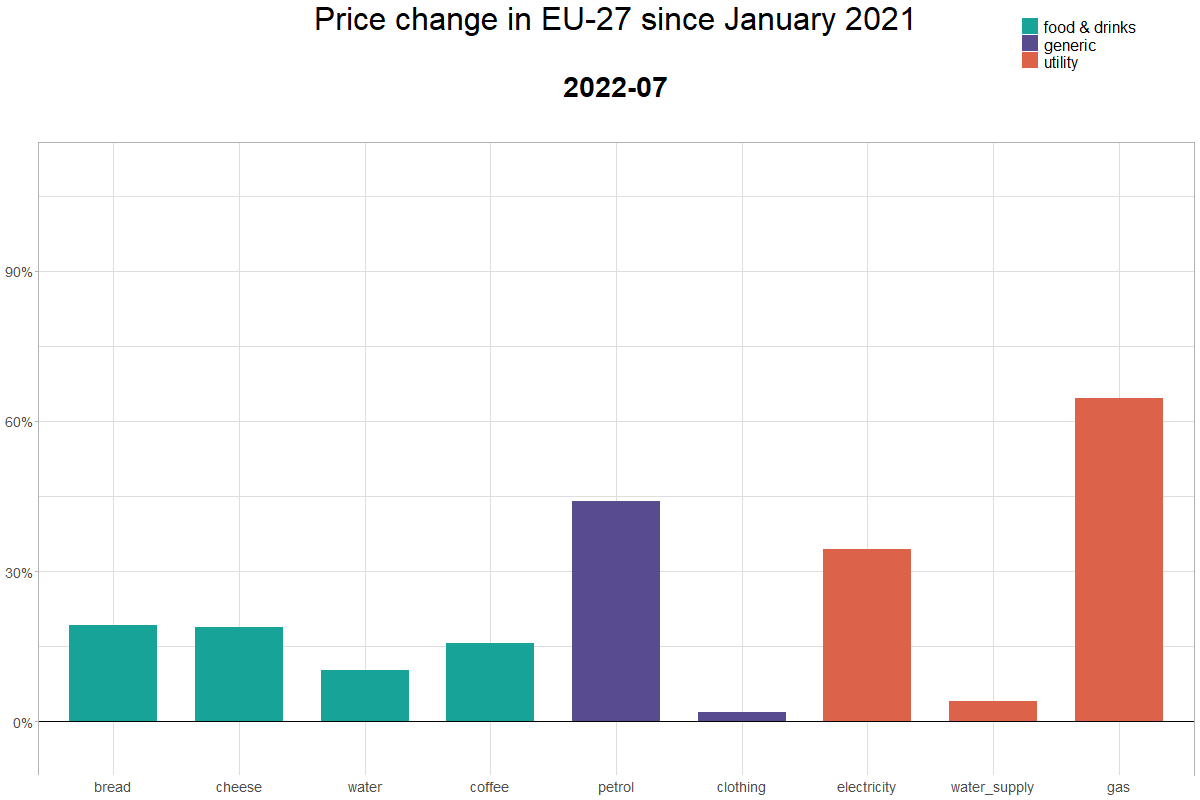 Price change in EU-27 since January 2021
food & drinks
generic
utility
2022-07
90%
60%
30%
0%
bread cheese water coffee petrol clothing electricity water_supply gas